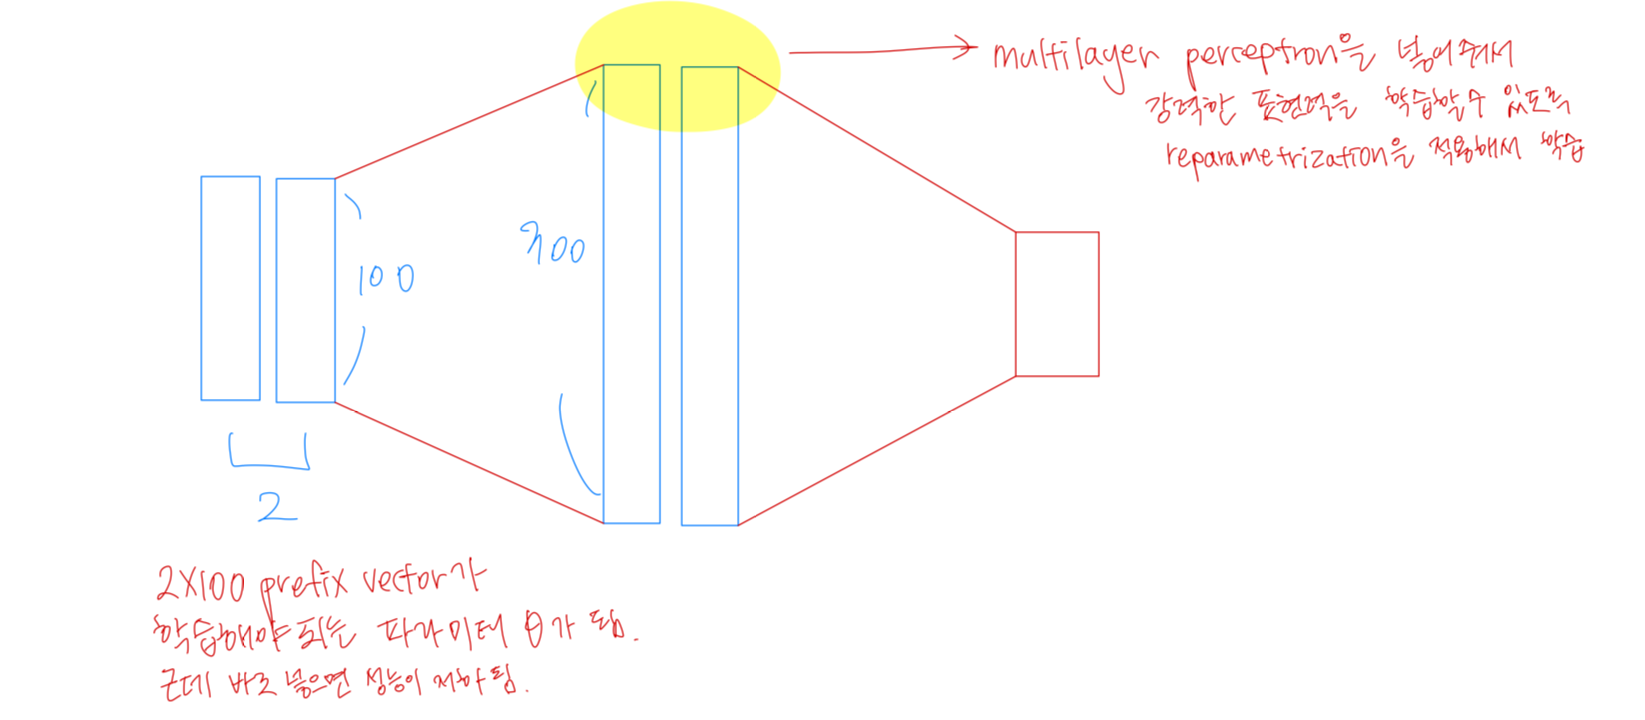 multilayer perceptron을 넣어줘서
강력한 표현력을 학습할수 있도록
reparametrization을 적용해서 학습
100
900
2
2X100 prefix vector가
학습해야 되는 파라미터 θ가 됨.
근데 바로 넣으면 성능이 저하됨.